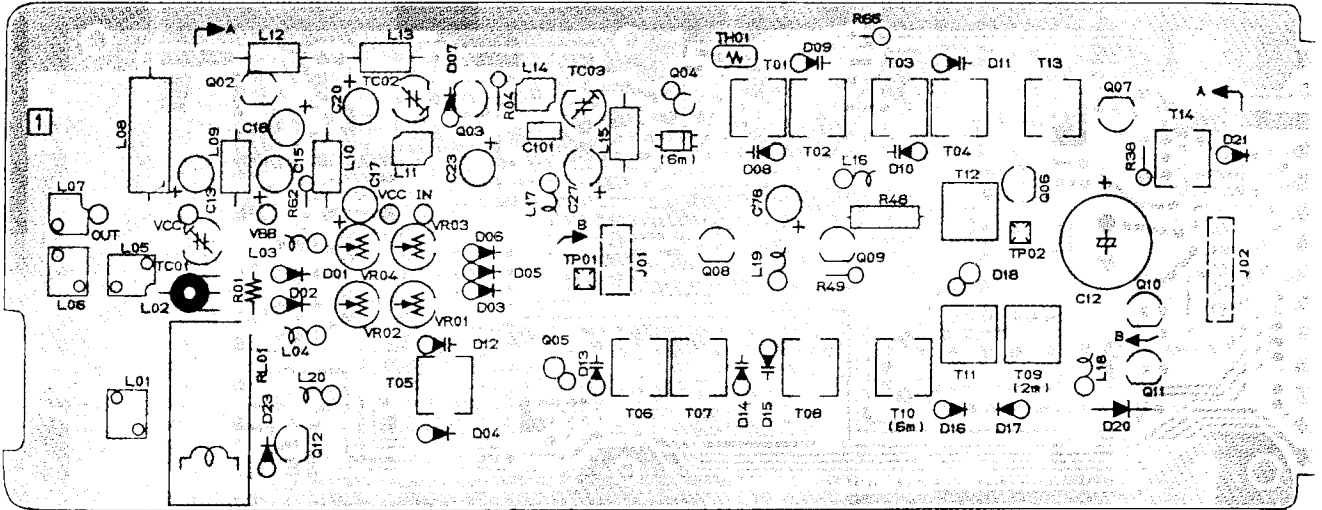 A
L12
L13
D07
L14
TC03
TH01
D09
R66
Q02
TC02
R04
Q04
T01
T03
D11
T13
Q07
A
T14
D21
1
L08
L09
C18
C20
Q03
C101
L15
(6m)
C15
L10
L11
C23
D08
T02
D10
T04
R38
L07
C13
R62
C17
VCC IN
L17
C27
L16
C78
R48
T12
Q06
OUT
VCC
VBB
VR03
B
L05
TC01
L03
D06
TP01
J01
Q08
L19
Q09
R49
D18
TP02
C12
J02
L06
L02
R01
D01
VR04
D05
D02
D03
Q10
L04
VR02
VR01
D12
Q05
D13
D14
D15
T11
T09
(2m)
B
L18
Q11
L01
RL01
L20
T05
T06
T07
T08
T10
(6m)
D16
D17
D20
D23
Q12
D04